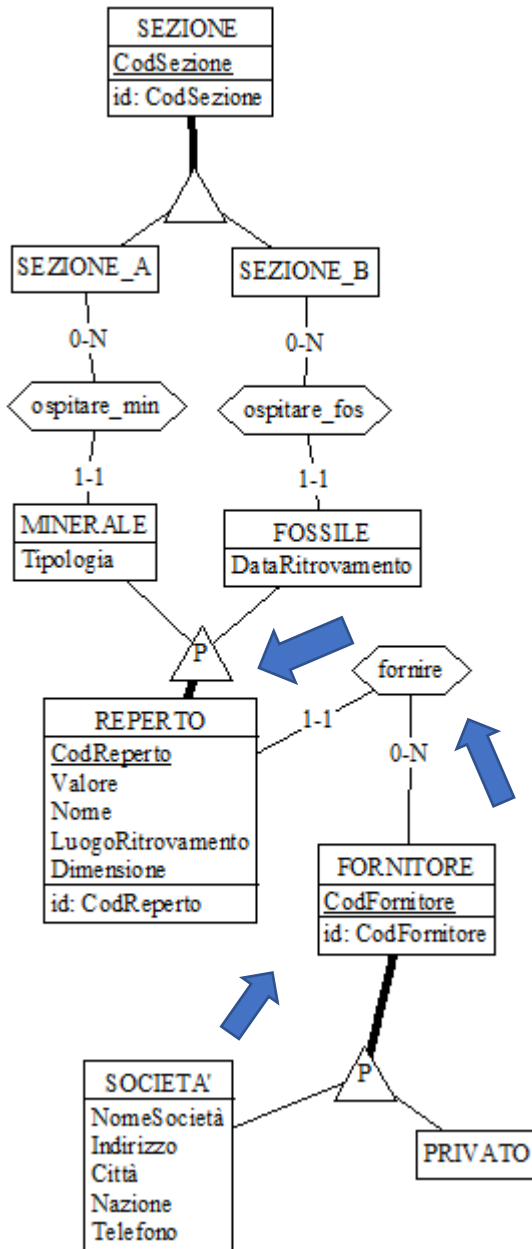 SEZIONE
CodSezione
id: CodSezione
SEZIONE_A
SEZIONE_B
0-N
0-N
ospitare_min
ospitare_fos
1-1
1-1
MINERALE
Tipologia
FOSSILE
DataRitrovamento
P
fornire
1-1
0-N
REPERTO
CodReperto
Valore
Nome
LuogoRitrovamento
Dimensione
id: CodReperto
FORNITORE
CodFornitore
id: CodFornitore
P
SOCIETA'
NomeSocietà
Indirizzo
Città
Nazione
Telefono
PRIVATO